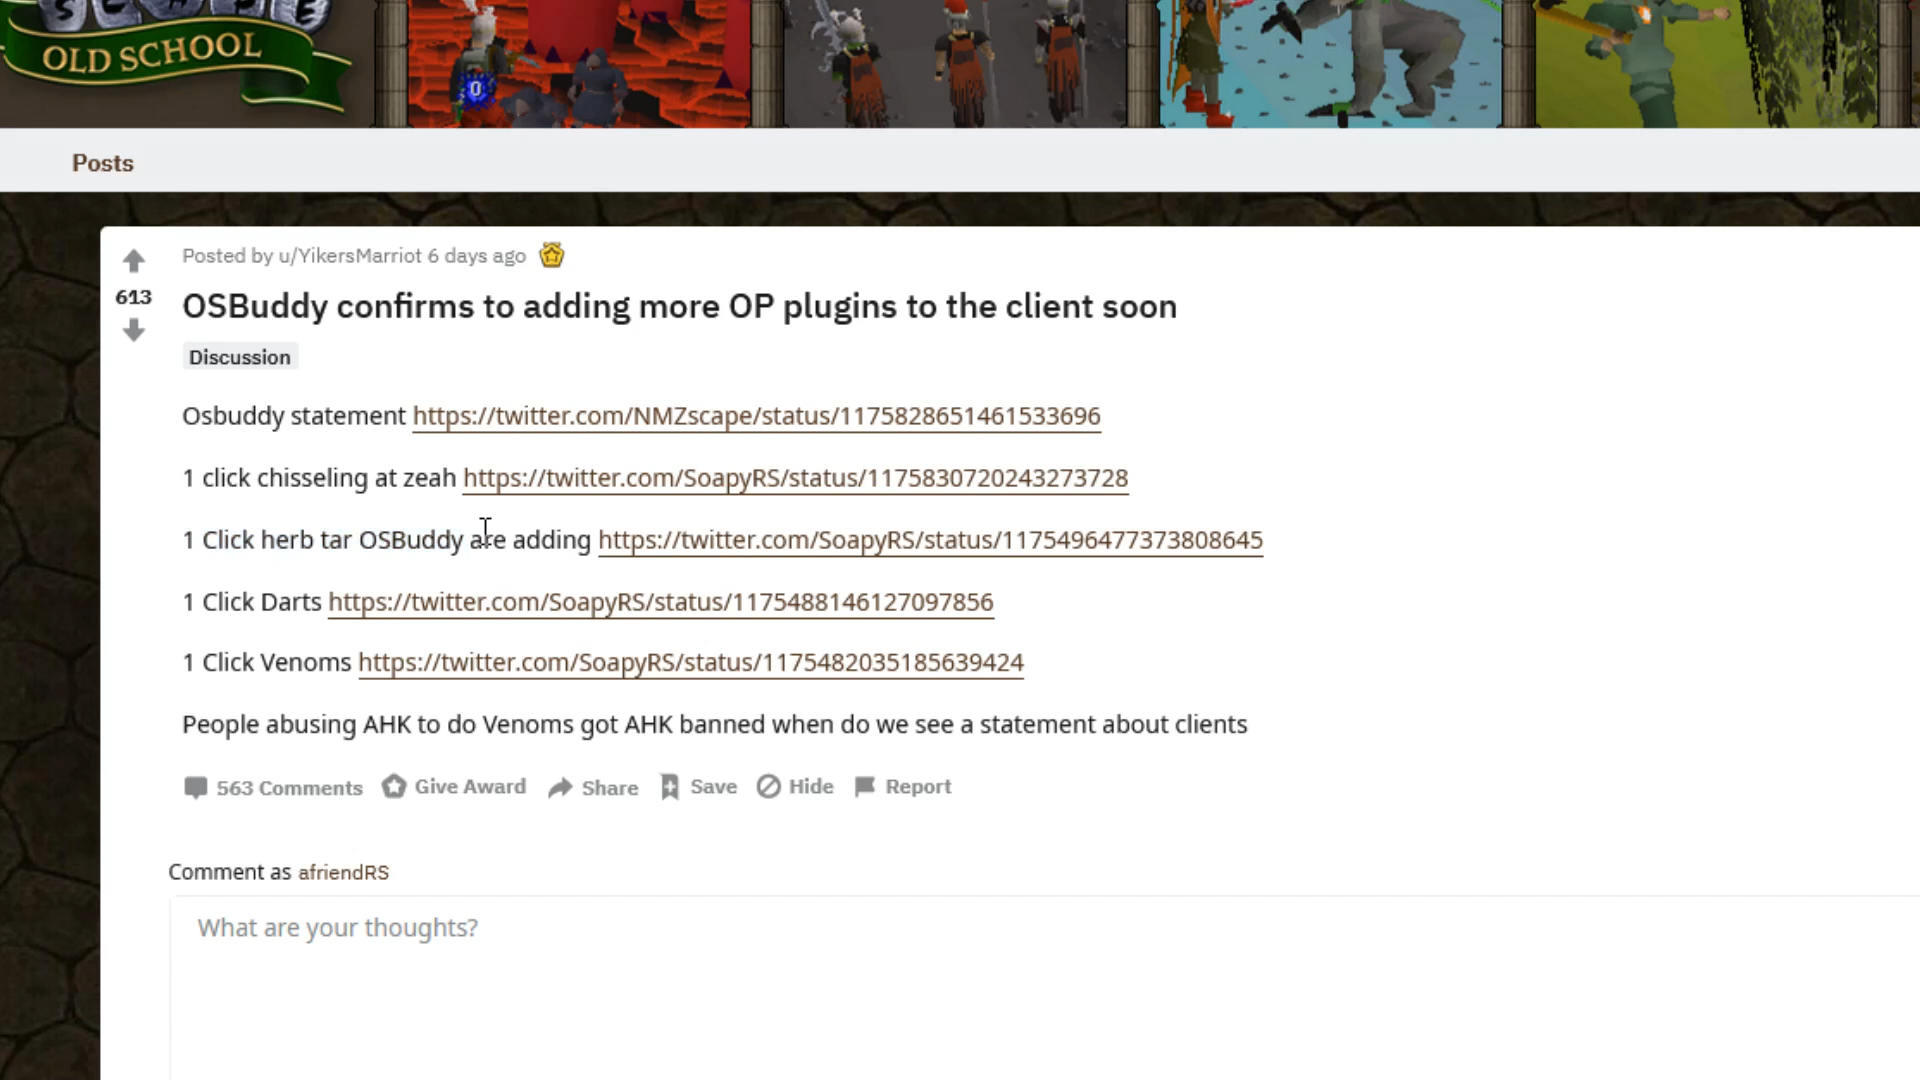 SCAPE
OLD SCHOOL
0
Posts
Posted by u/YikersMarriot 6 days ago
613
OSBuddy confirms to adding more OP plugins to the client soon
Discussion
Osbuddy statement https://twitter.com/NMZscape/status/1175828651461533696
1 click chisseling at zeah https://twitter.com/SoapyRS/status/1175830720243273728
1 Click herb tar OSBuddy are adding https://twitter.com/SoapyRS/status/1175496477373808645
1 Click Darts https://twitter.com/SoapyRS/status/1175488146127097856
1 Click Venoms https://twitter.com/SoapyRS/status/1175482035185639424
People abusing AHK to do Venoms got AHK banned when do we see a statement about clients
563 Comments Give Award Share Save Hide Report
Comment as afriendRS
What are your thoughts?